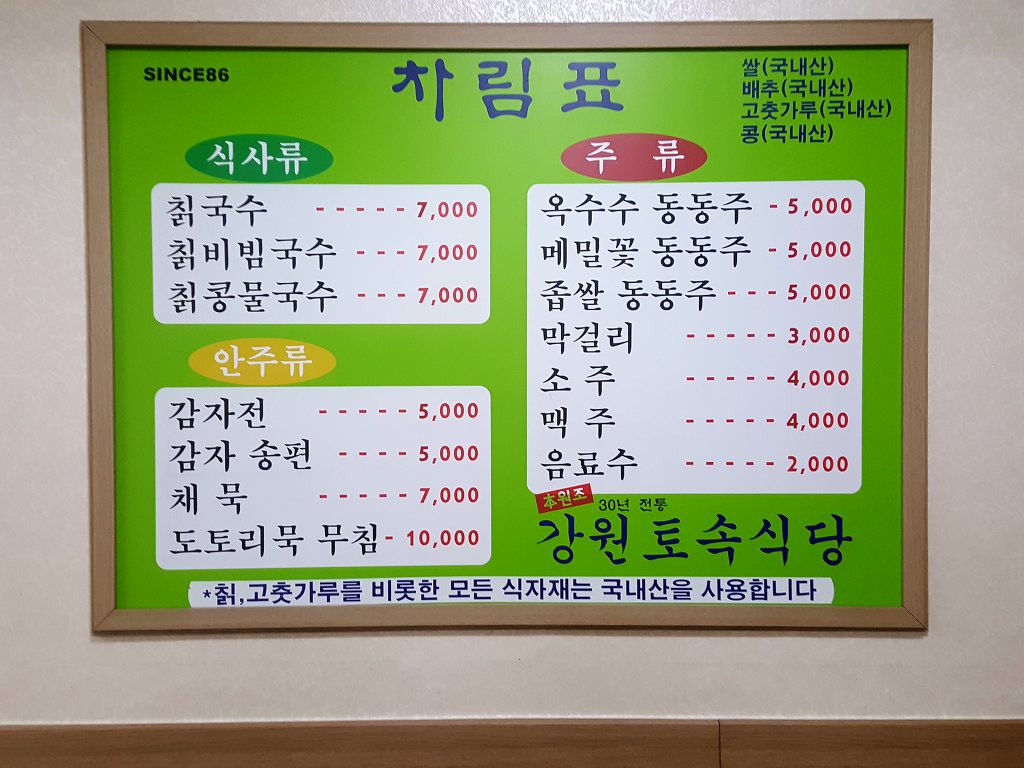 SINCE86
차림표
쌀(국내산)
배추(국내산)
고춧가루(국내산)
콩(국내산)
식사류
칡국수 - - - - - 7,000
칡비빔국수 - - - 7,000
칡콩물국수 - - - 7,000
안주류
감자전 - - - - - 5,000
감자 송편 - - - - 5,000
채 묵 - - - - - 7,000
도토리묵 무침 - 10,000
주 류
옥수수 동동주 - 5,000
메밀꽃 동동주 - 5,000
좁쌀 동동주 - - - 5,000
막걸리 - - - - - 3,000
소 주 - - - - - 4,000
맥 주 - - - - - 4,000
음료수 - - - - - 2,000
本원조 30년 전통
강원토속식당
*칡,고춧가루를 비롯한 모든 식자재는 국내산을 사용합니다